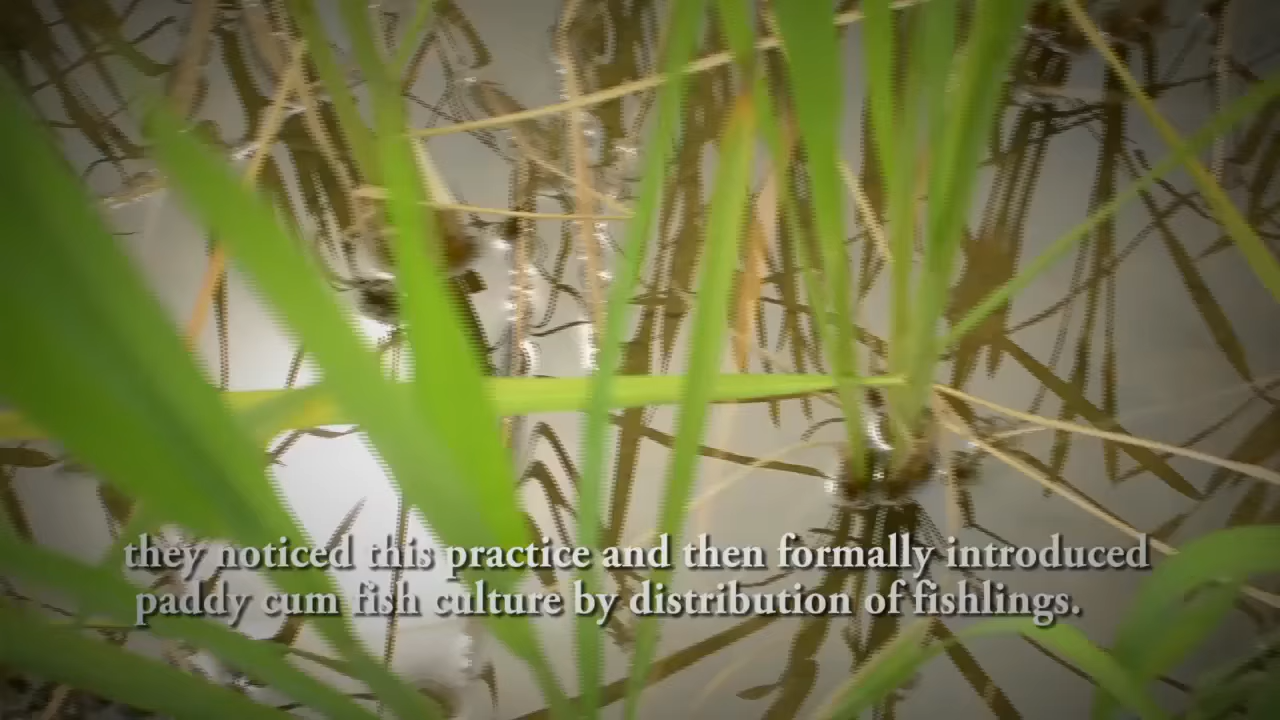 they noticed this practice and then formally introduced
paddy cum fish culture by distribution of fishlings.